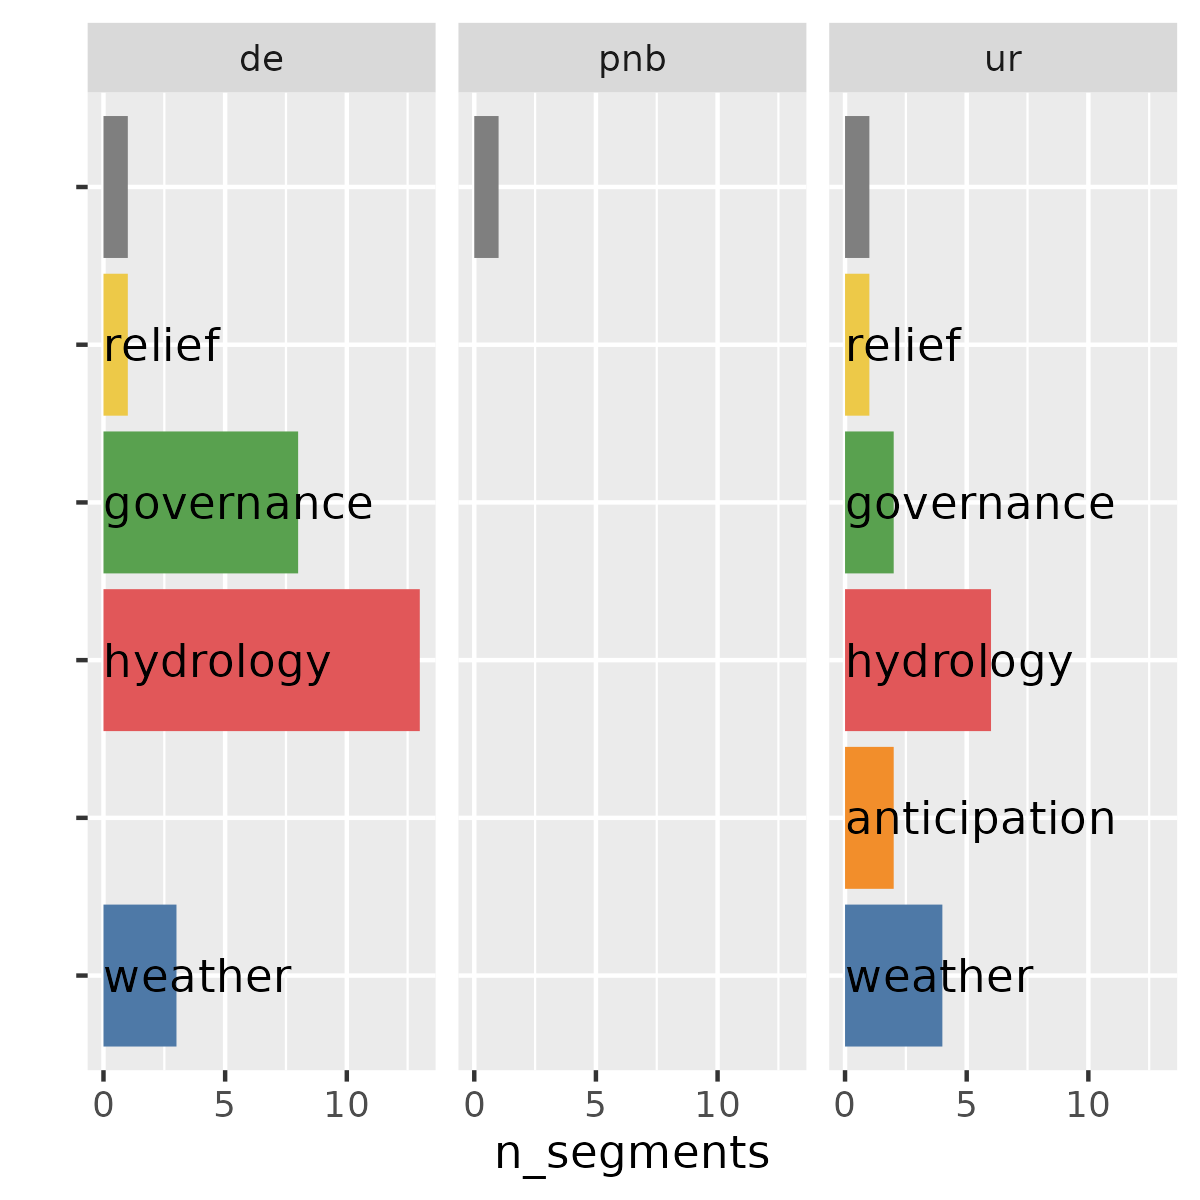 de pnb ur
relief relief
governance governance
hydrology hydrology
anticipation
weather weather
0 5 10 0 5 10 0 5 10
n_segments